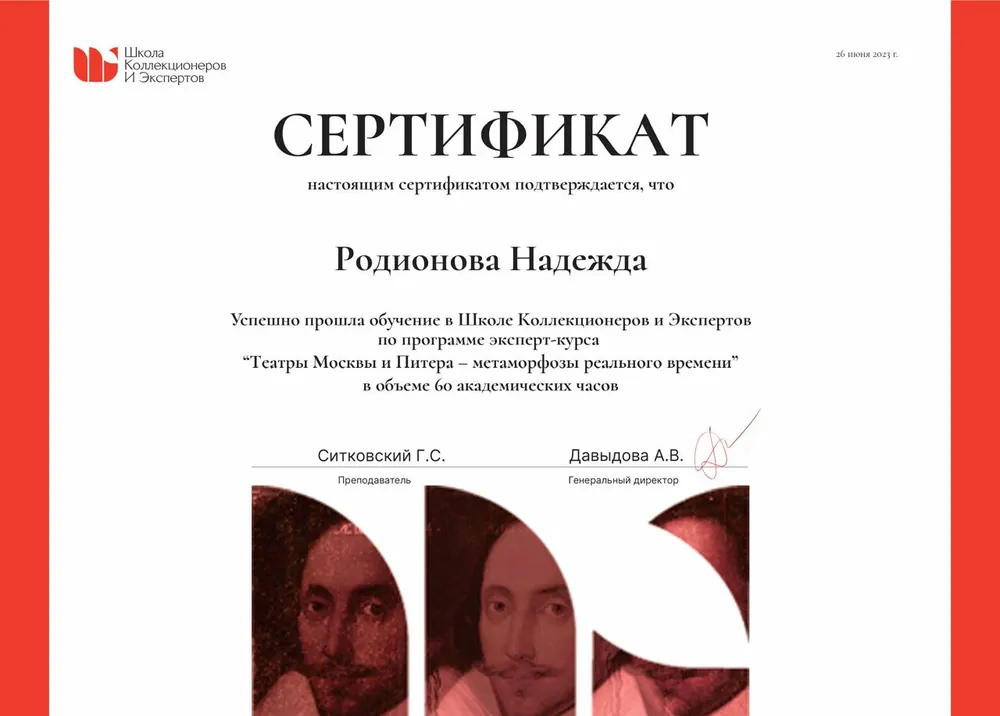 Школа
Коллекционеров
И Экспертов
26 июня 2023 г.
СЕРТИФИКАТ
настоящим сертификатом подтверждается, что
Родионова Надежда
Успешно прошла обучение в Школе Коллекционеров и Экспертов
по программе эксперт-курса
“Театры Москвы и Питера – метаморфозы реального времени”
в объеме 60 академических часов
Ситковский Г.С.
Давыдова А.В.
Преподаватель
Генеральный директор